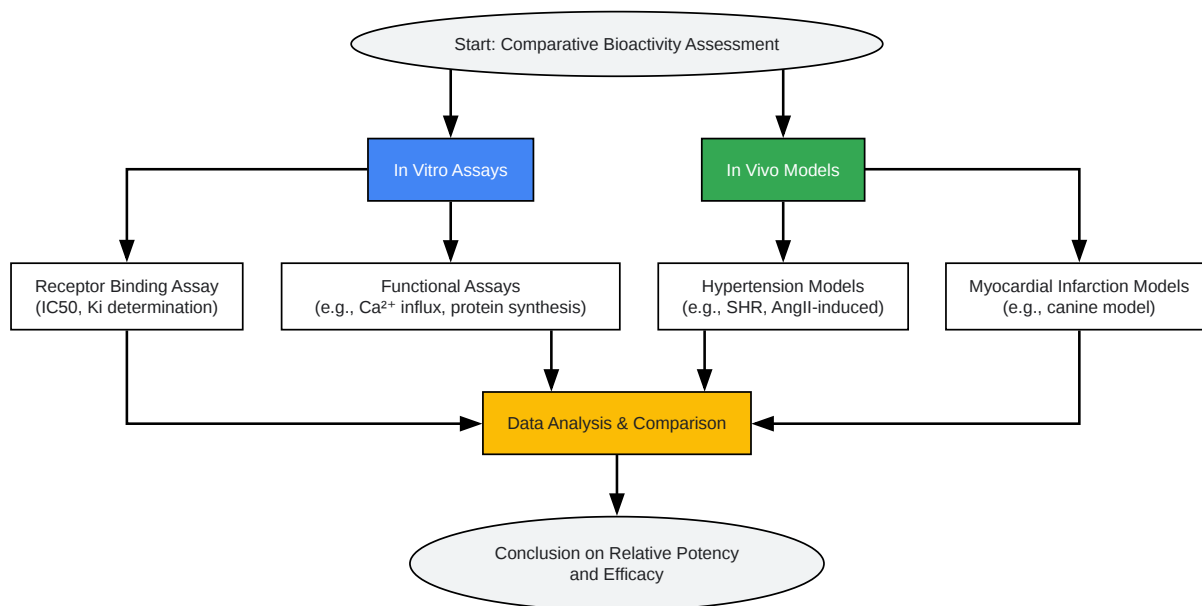 Start: Comparative Bioactivity Assessment
In Vitro Assays
In Vivo Models
Receptor Binding Assay
(IC50, Ki determination)
Functional Assays
(e.g., Ca²⁺ influx, protein synthesis)
Hypertension Models
(e.g., SHR, AngII-induced)
Myocardial Infarction Models
(e.g., canine model)
Data Analysis & Comparison
Conclusion on Relative Potency
and Efficacy